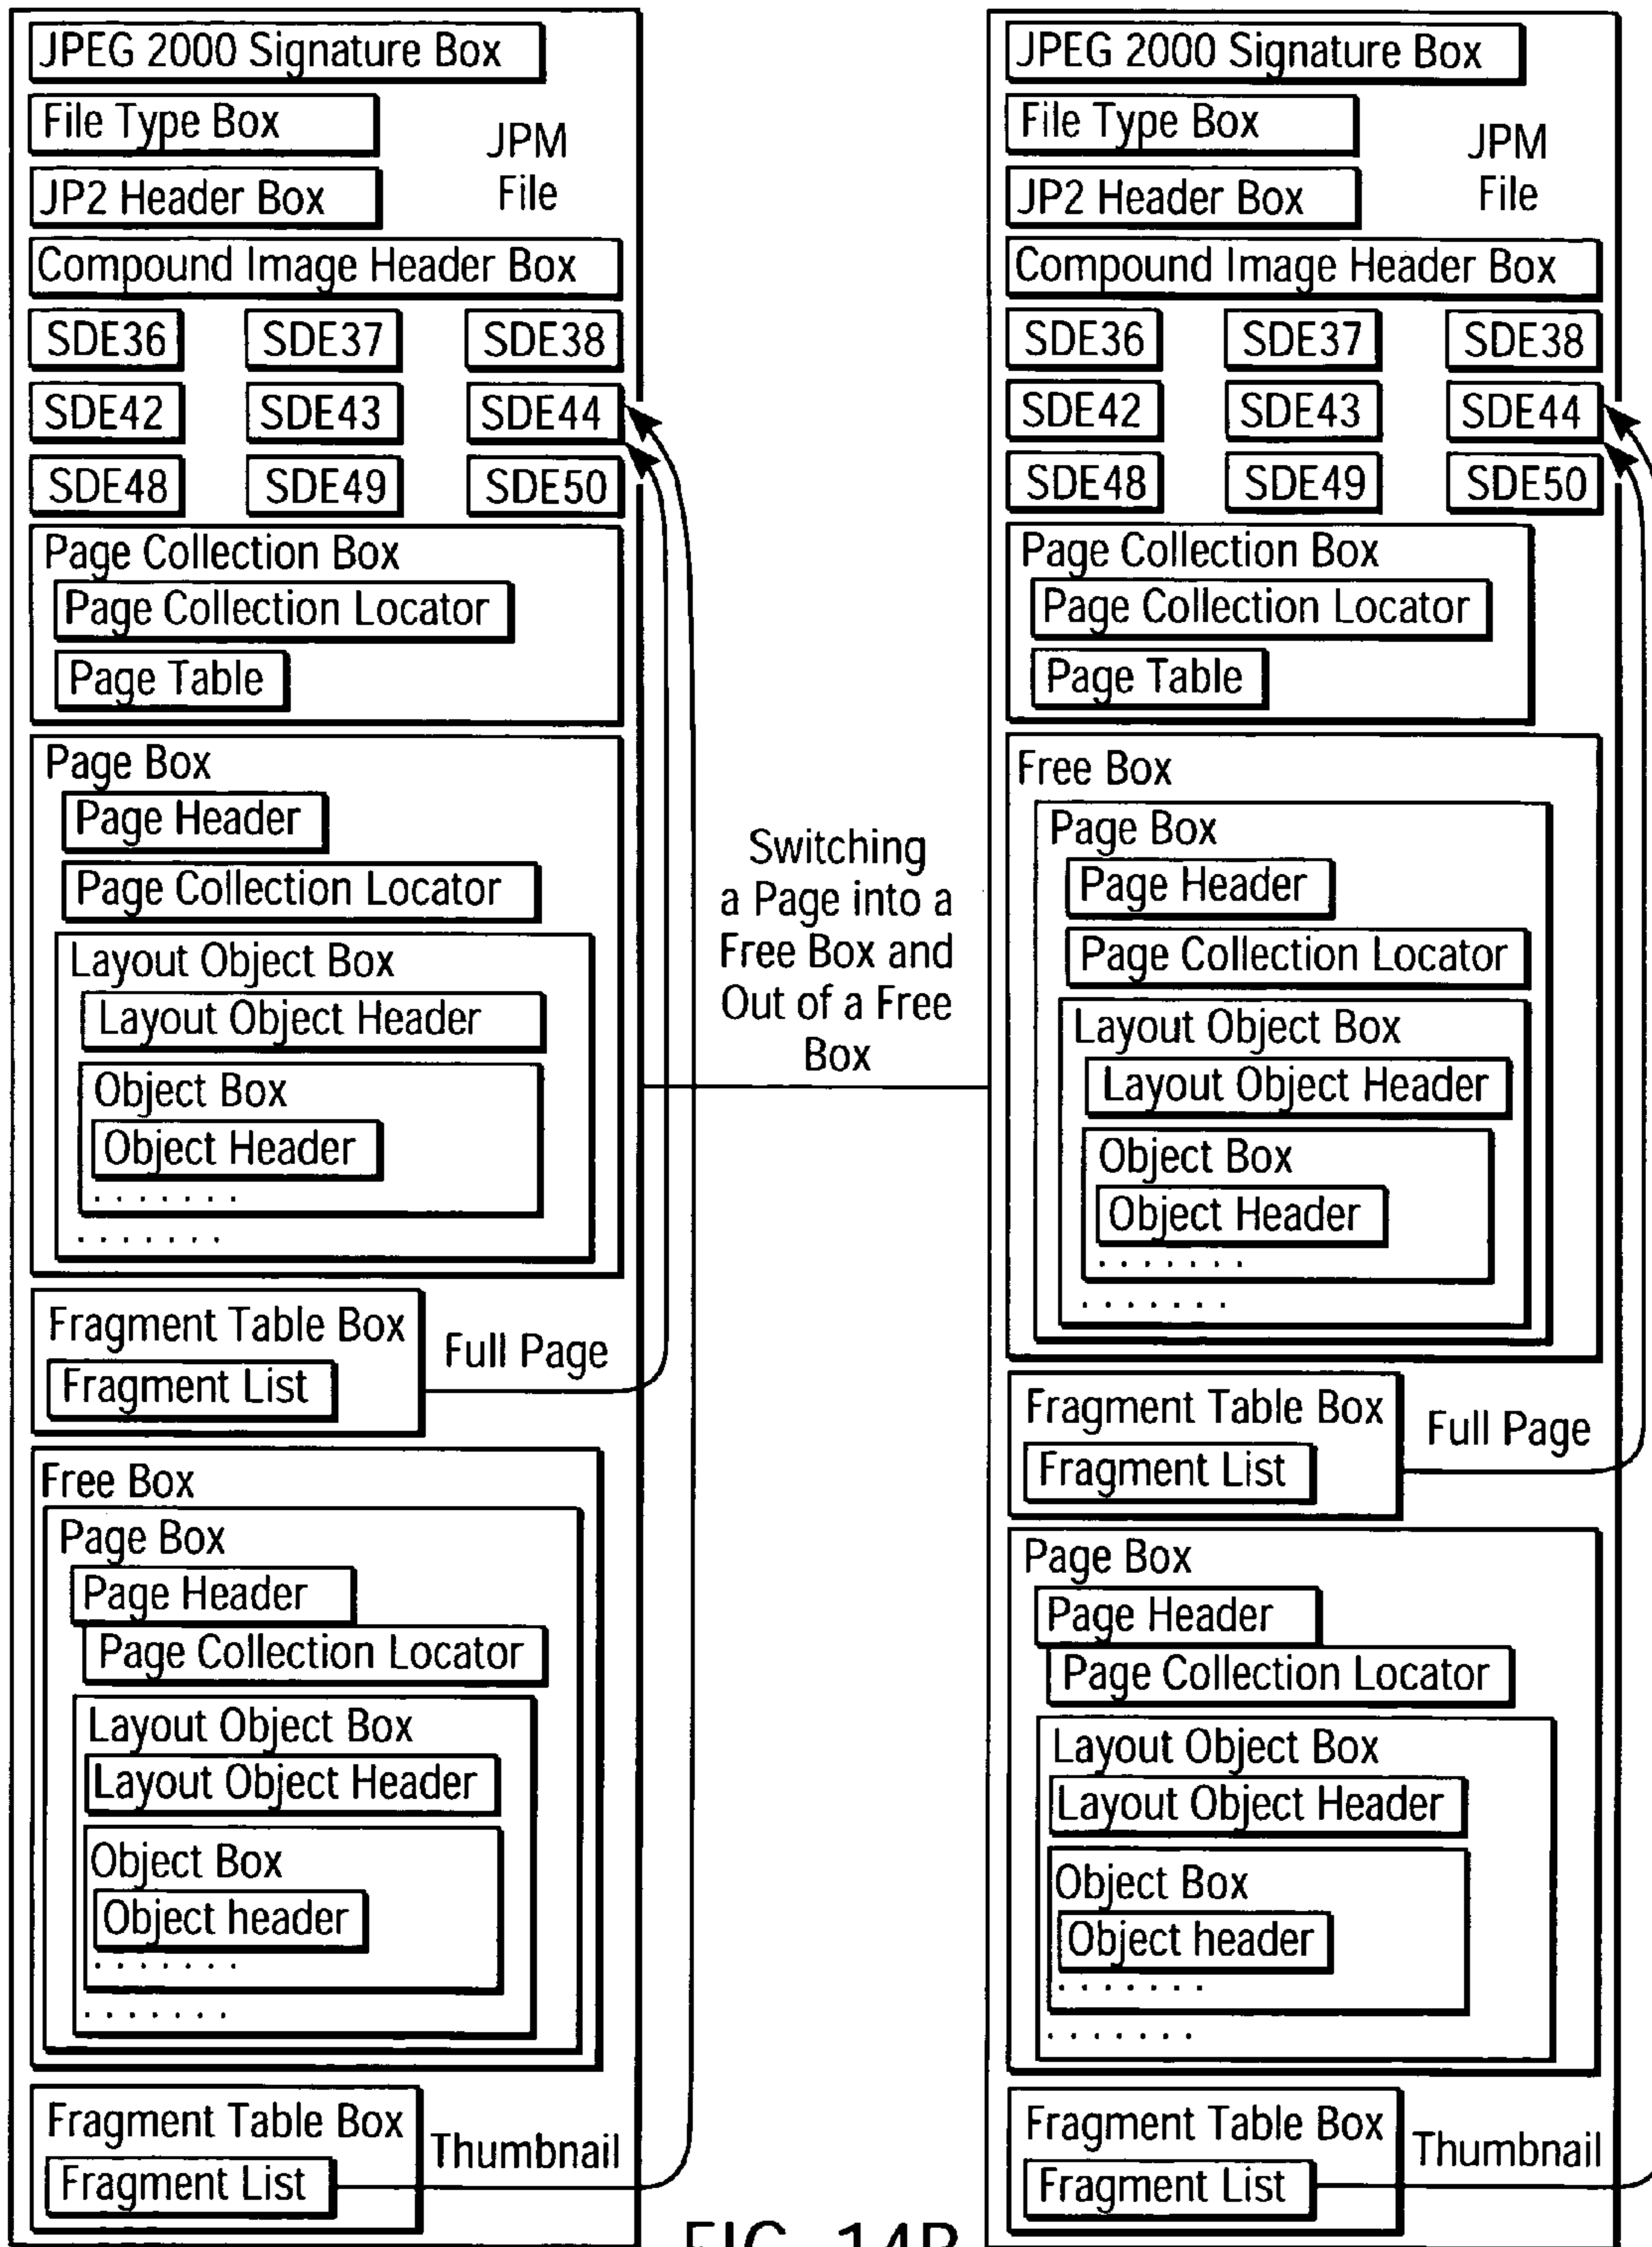 JPEG 2000 Signature Box
File Type Box
JPM
File
JP2 Header Box
Compound Image Header Box
SDE36 SDE37 SDE38
SDE42 SDE43 SDE44
SDE48 SDE49 SDE50
Page Collection Box
Page Collection Locator
Page Table
Page Box
Page Header
Page Collection Locator
Layout Object Box
Layout Object Header
Object Box
Object Header
. . . . . . .
. . . . . . .
Fragment Table Box
Fragment List
Full Page
Free Box
Page Box
Page Header
Page Collection Locator
Layout Object Box
Layout Object Header
Object Box
Object header
. . . . . . .
. . . . . . .
Fragment Table Box
Fragment List
Thumbnail
Switching
a Page into a
Free Box and
Out of a Free
Box
JPEG 2000 Signature Box
File Type Box
JPM
File
JP2 Header Box
Compound Image Header Box
SDE36 SDE37 SDE38
SDE42 SDE43 SDE44
SDE48 SDE49 SDE50
Page Collection Box
Page Collection Locator
Page Table
Free Box
Page Box
Page Header
Page Collection Locator
Layout Object Box
Layout Object Header
Object Box
Object Header
. . . . . . .
. . . . . . .
Fragment Table Box
Fragment List
Full Page
Page Box
Page Header
Page Collection Locator
Layout Object Box
Layout Object Header
Object Box
Object header
. . . . . . .
. . . . . . .
Fragment Table Box
Fragment List
Thumbnail
FIG. 14B